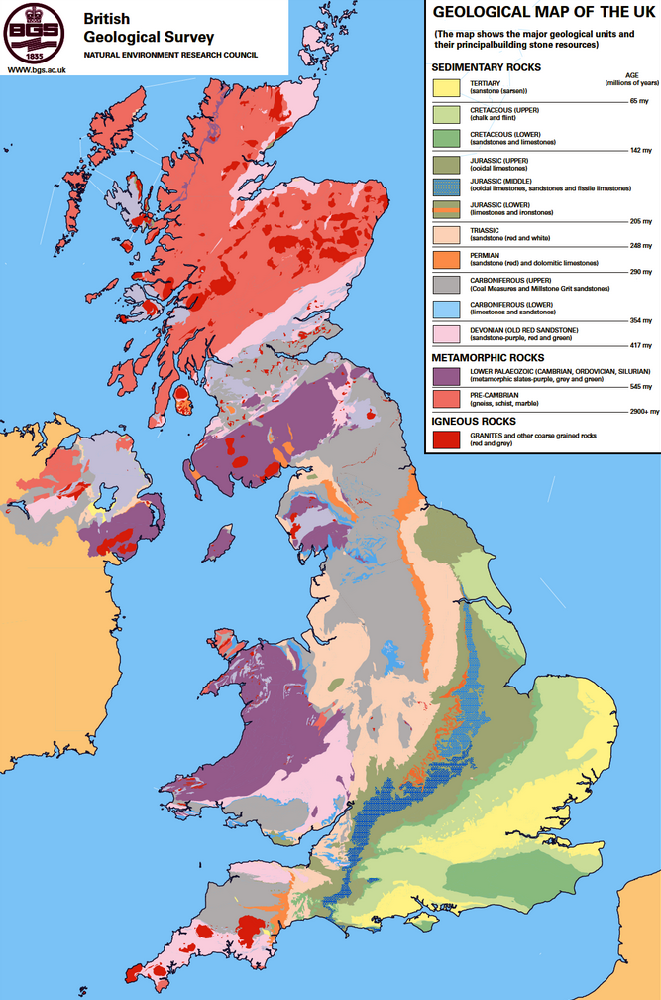 BGS
1835
www.bgs.ac.uk
British
Geological Survey
NATURAL ENVIRONMENT RESEARCH COUNCIL
GEOLOGICAL MAP OF THE UK
(The map shows the major geological units and
their principalbuilding stone resources)
SEDIMENTARY ROCKS
AGE
(millions of years)
TERTIARY
(sandstone (sarsen))
65 my
CRETACEOUS (UPPER)
(chalk and flint)
CRETACEOUS (LOWER)
(sandstones and limestones)
142 my
JURASSIC (UPPER)
(ooidal limestones)
JURASSIC (MIDDLE)
(ooidal limestones, sandstones and fissile limestones)
JURASSIC (LOWER)
(limestones and ironstones)
205 my
TRIASSIC
(sandstone (red and white)
248 my
PERMIAN
(sandstone (red) and dolomitic limestones)
290 my
CARBONIFEROUS (UPPER)
(Coal Measures and Millstone Grit sandstones)
CARBONIFEROUS (LOWER)
(limestones and sandstones)
354 my
DEVONIAN (OLD RED SANDSTONE)
(sandstone-purple, red and green)
417 my
METAMORPHIC ROCKS
LOWER PALAEOZOIC (CAMBRIAN, ORDOVICIAN, SILURIAN)
(metamorphic slates-purple, grey and green)
545 my
PRE-CAMBRIAN
(gneiss, schist, marble)
2900+ my
IGNEOUS ROCKS
GRANITES and other coarse grained rocks
(red and grey)